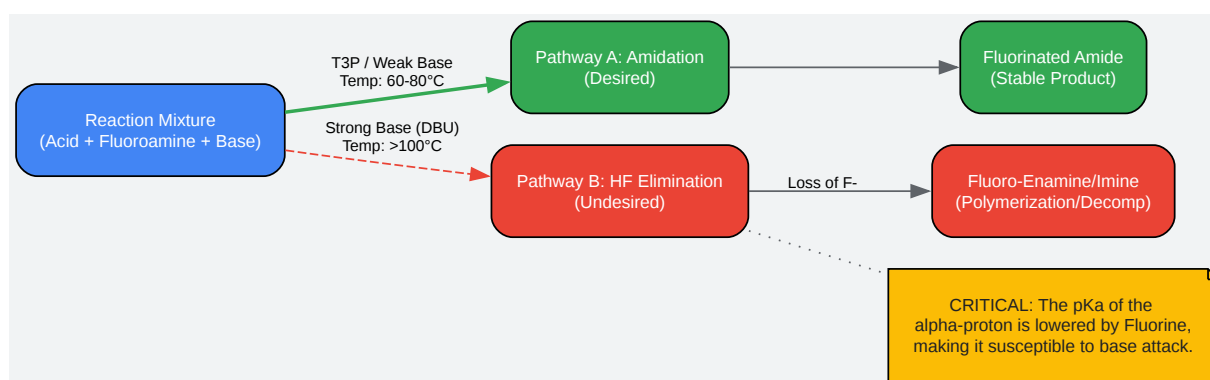 T3P / Weak Base
Temp: 60-80°C
Pathway A: Amidation
(Desired)
Fluorinated Amide
(Stable Product)
Reaction Mixture
(Acid + Fluoroamine + Base)
Strong Base (DBU)
Temp: >100°C
Pathway B: HF Elimination
(Undesired)
Loss of F-
Fluoro-Enamine/Imine
(Polymerization/Decomp)
CRITICAL: The pKa of the
alpha-proton is lowered by Fluorine,
making it susceptible to base attack.